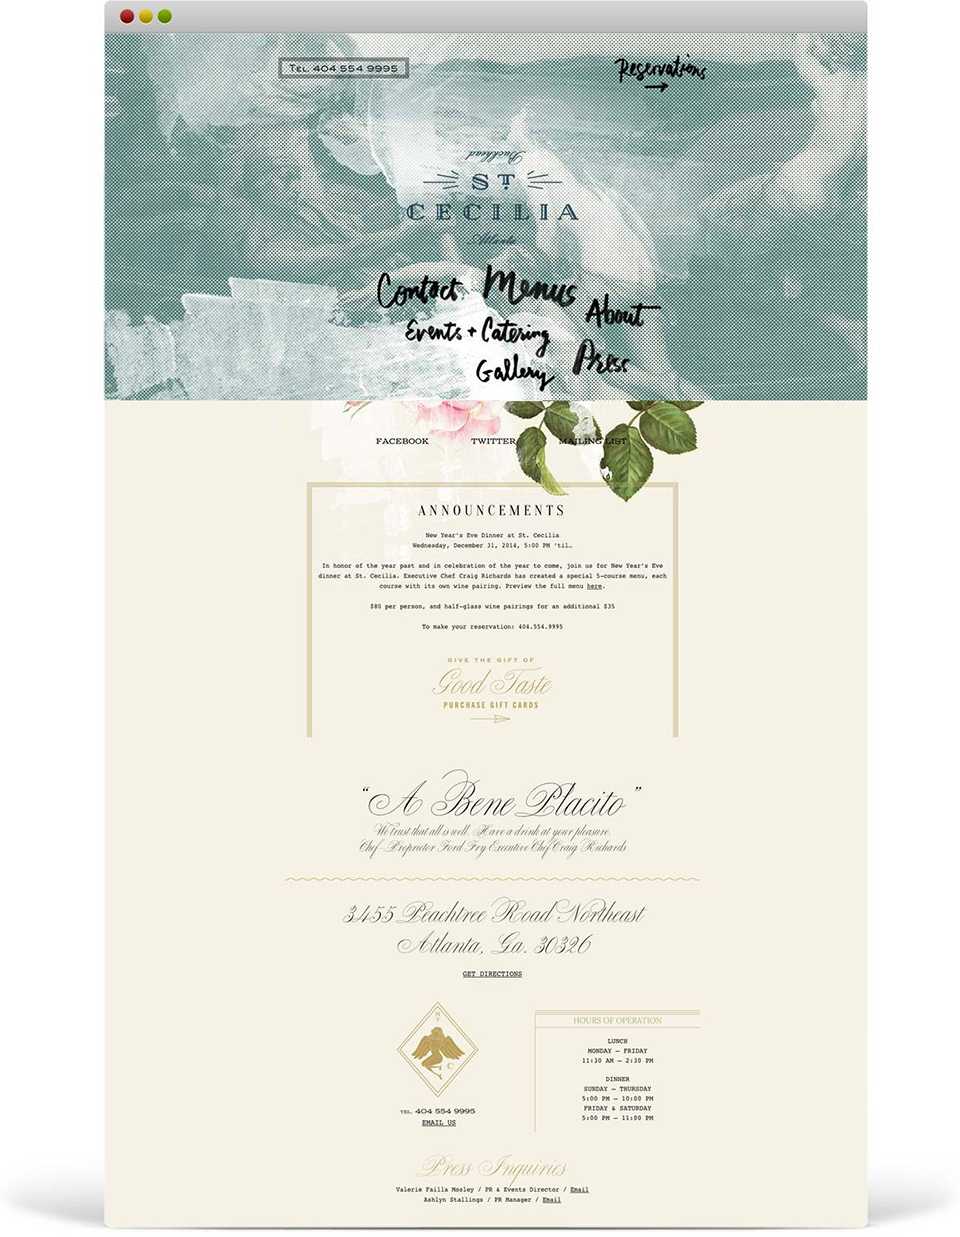 TEL. 404 554 9995
Reservations
Buckhead
ST.
CECILIA
Atlanta
Contact Menus About
Events + Catering Press
Gallery
FACEBOOK TWITTER MAILING LIST
ANNOUNCEMENTS
New Year's Eve Dinner at St. Cecilia
Wednesday, December 31, 2014, 5:00 PM 'til…
In honor of the year past and in celebration of the year to come, join us for New Year's Eve
dinner at St. Cecilia. Executive Chef Craig Richards has created a special 5-course menu, each
course with its own wine pairing. Preview the full menu here.
$80 per person, and half-glass wine pairings for an additional $35
To make your reservation: 404.554.9995
GIVE THE GIFT OF
Good Taste
PURCHASE GIFT CARDS
“A Bene Placito”
We trust that all is well. Have a drink at your pleasure.
Chef-Proprietor Ford Fry Executive Chef Craig Richards
3455 Peachtree Road Northeast
Atlanta, Ga. 30326
GET DIRECTIONS
HOURS OF OPERATION
LUNCH
MONDAY – FRIDAY
11:30 AM – 2:30 PM
DINNER
SUNDAY – THURSDAY
5:00 PM – 10:00 PM
FRIDAY & SATURDAY
5:00 PM – 11:00 PM
TEL. 404 554 9995
EMAIL US
Press Inquiries
Valerie Failla Mosley / PR & Events Director / Email
Ashlyn Stallings / PR Manager / Email